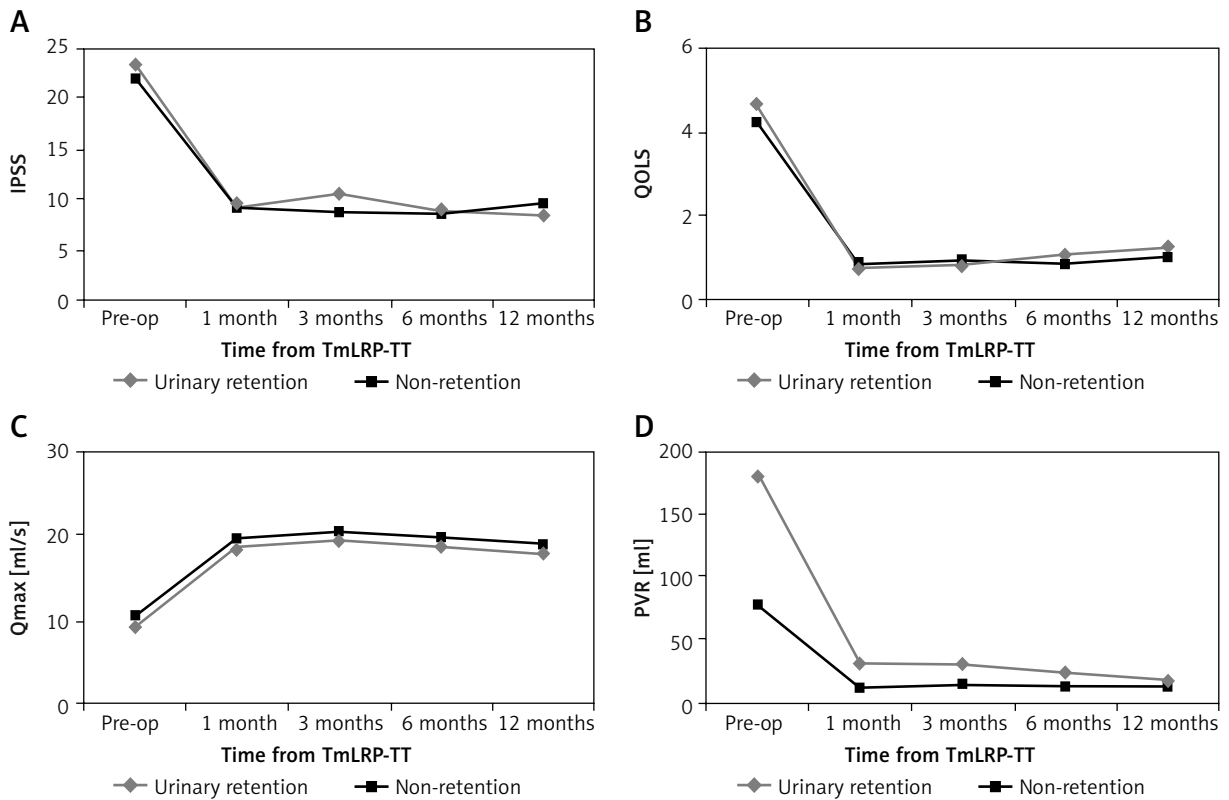 A
25
20
15
10
5
0
IPSS
Pre-op 1 month 3 months 6 months 12 months
Time from TmLRP-TT
Urinary retention Non-retention
B
6
4
2
0
QOLS
Pre-op 1 month 3 months 6 months 12 months
Time from TmLRP-TT
Urinary retention Non-retention
C
30
20
10
0
Qmax [ml/s]
Pre-op 1 month 3 months 6 months 12 months
Time from TmLRP-TT
Urinary retention Non-retention
D
200
150
100
50
0
PVR [ml]
Pre-op 1 month 3 months 6 months 12 months
Time from TmLRP-TT
Urinary retention Non-retention